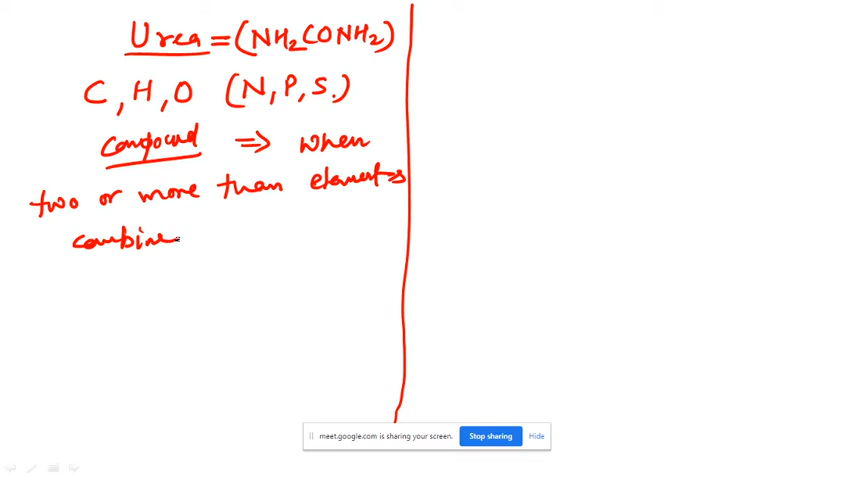 Urea = (NH₂CONH₂)
C, H, O (N, P, S.)
Compound ⇒ when
two or more than elements
combine
meet.google.com is sharing your screen. Stop sharing Hide